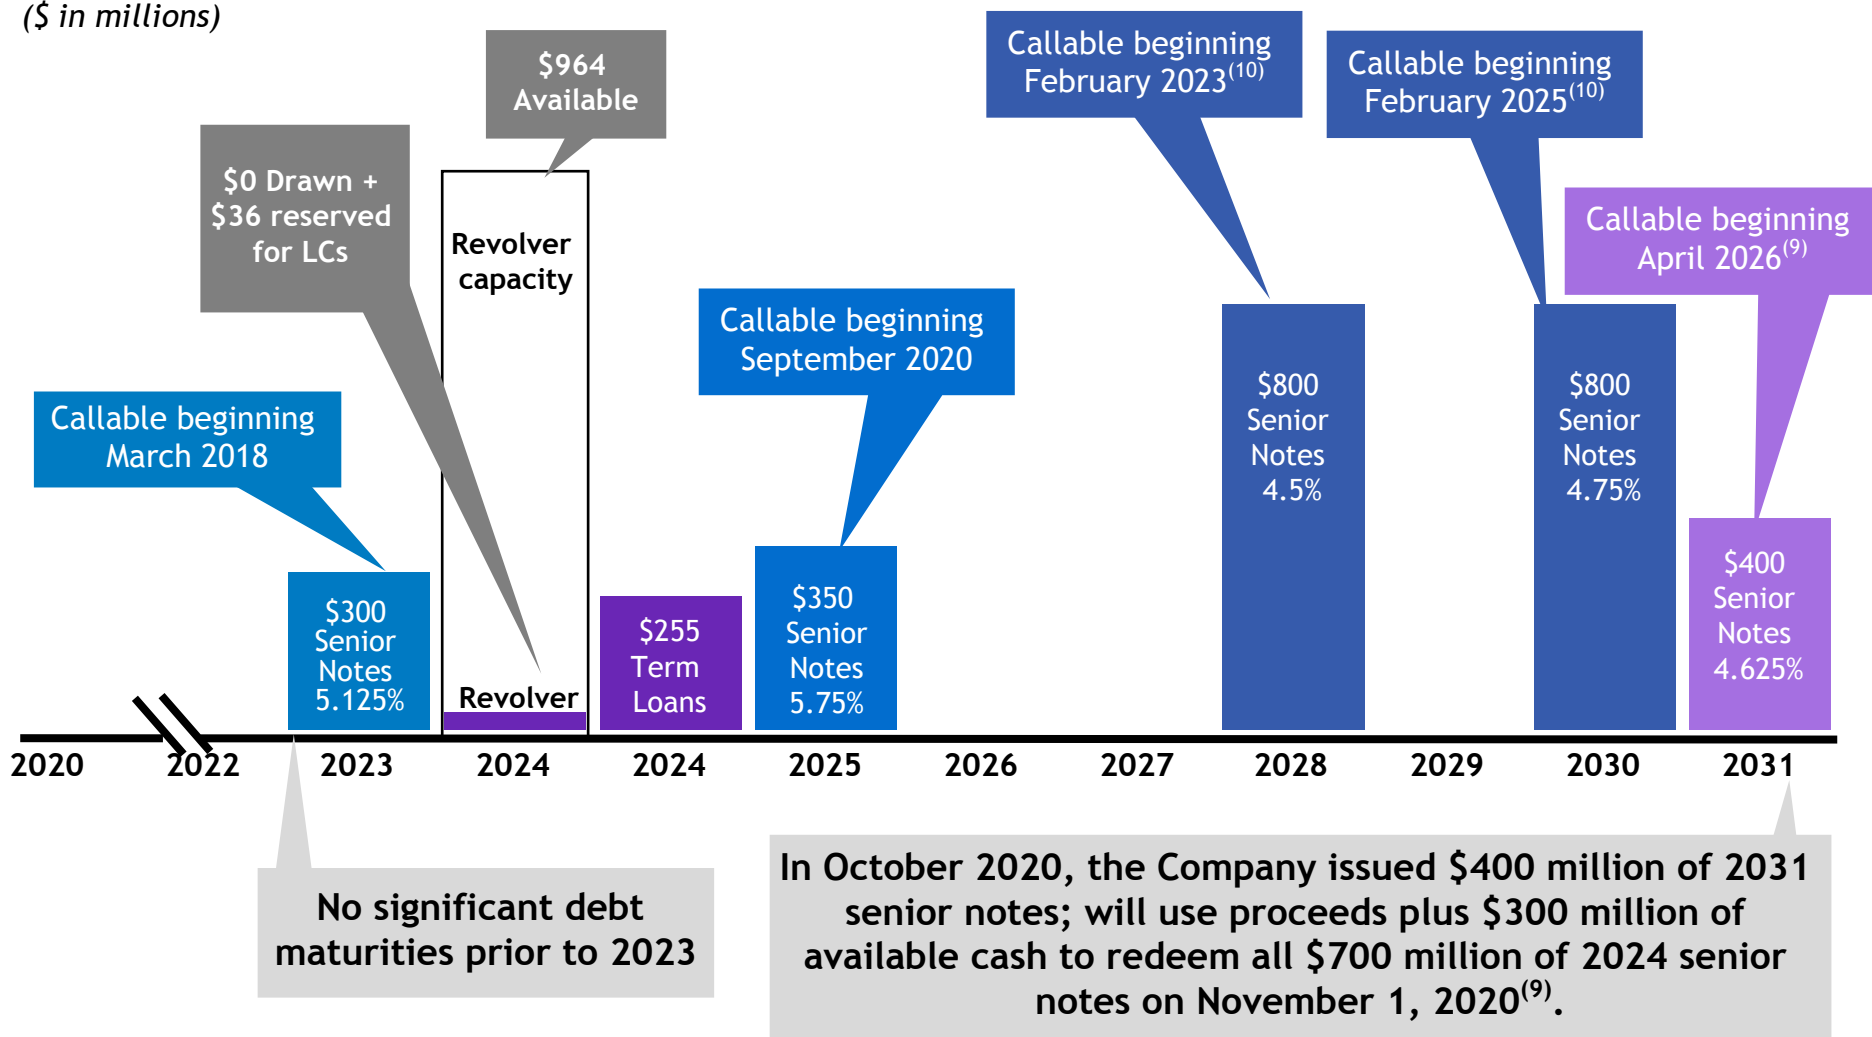 ($ in millions)
$964
Available
Callable beginning
February 2023(10)
Callable beginning
February 2025(10)
$0 Drawn +
$36 reserved
for LCs
Revolver
capacity
Callable beginning
April 2026(9)
Callable beginning
September 2020
Callable beginning
March 2018
$300
Senior
Notes
5.125%
Revolver
$255
Term
Loans
$350
Senior
Notes
5.75%
$800
Senior
Notes
4.5%
$800
Senior
Notes
4.75%
$400
Senior
Notes
4.625%
2020 2022 2023 2024 2024 2025 2026 2027 2028 2029 2030 2031
No significant debt
maturities prior to 2023
In October 2020, the Company issued $400 million of 2031
senior notes; will use proceeds plus $300 million of
available cash to redeem all $700 million of 2024 senior
notes on November 1, 2020(9).